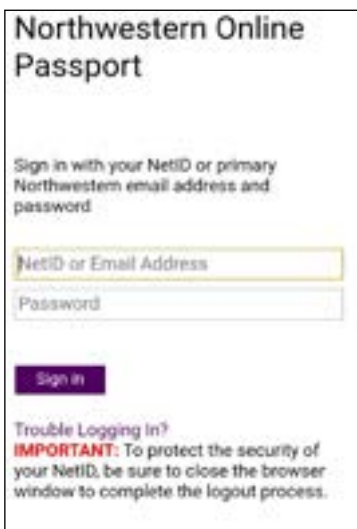 Northwestern Online
Passport
Sign in with your NetID or primary
Northwestern email address and
password
NetID or Email Address
Password
Sign in
Trouble Logging In?
IMPORTANT: To protect the security of
your NetID, be sure to close the browser
window to complete the logout process.